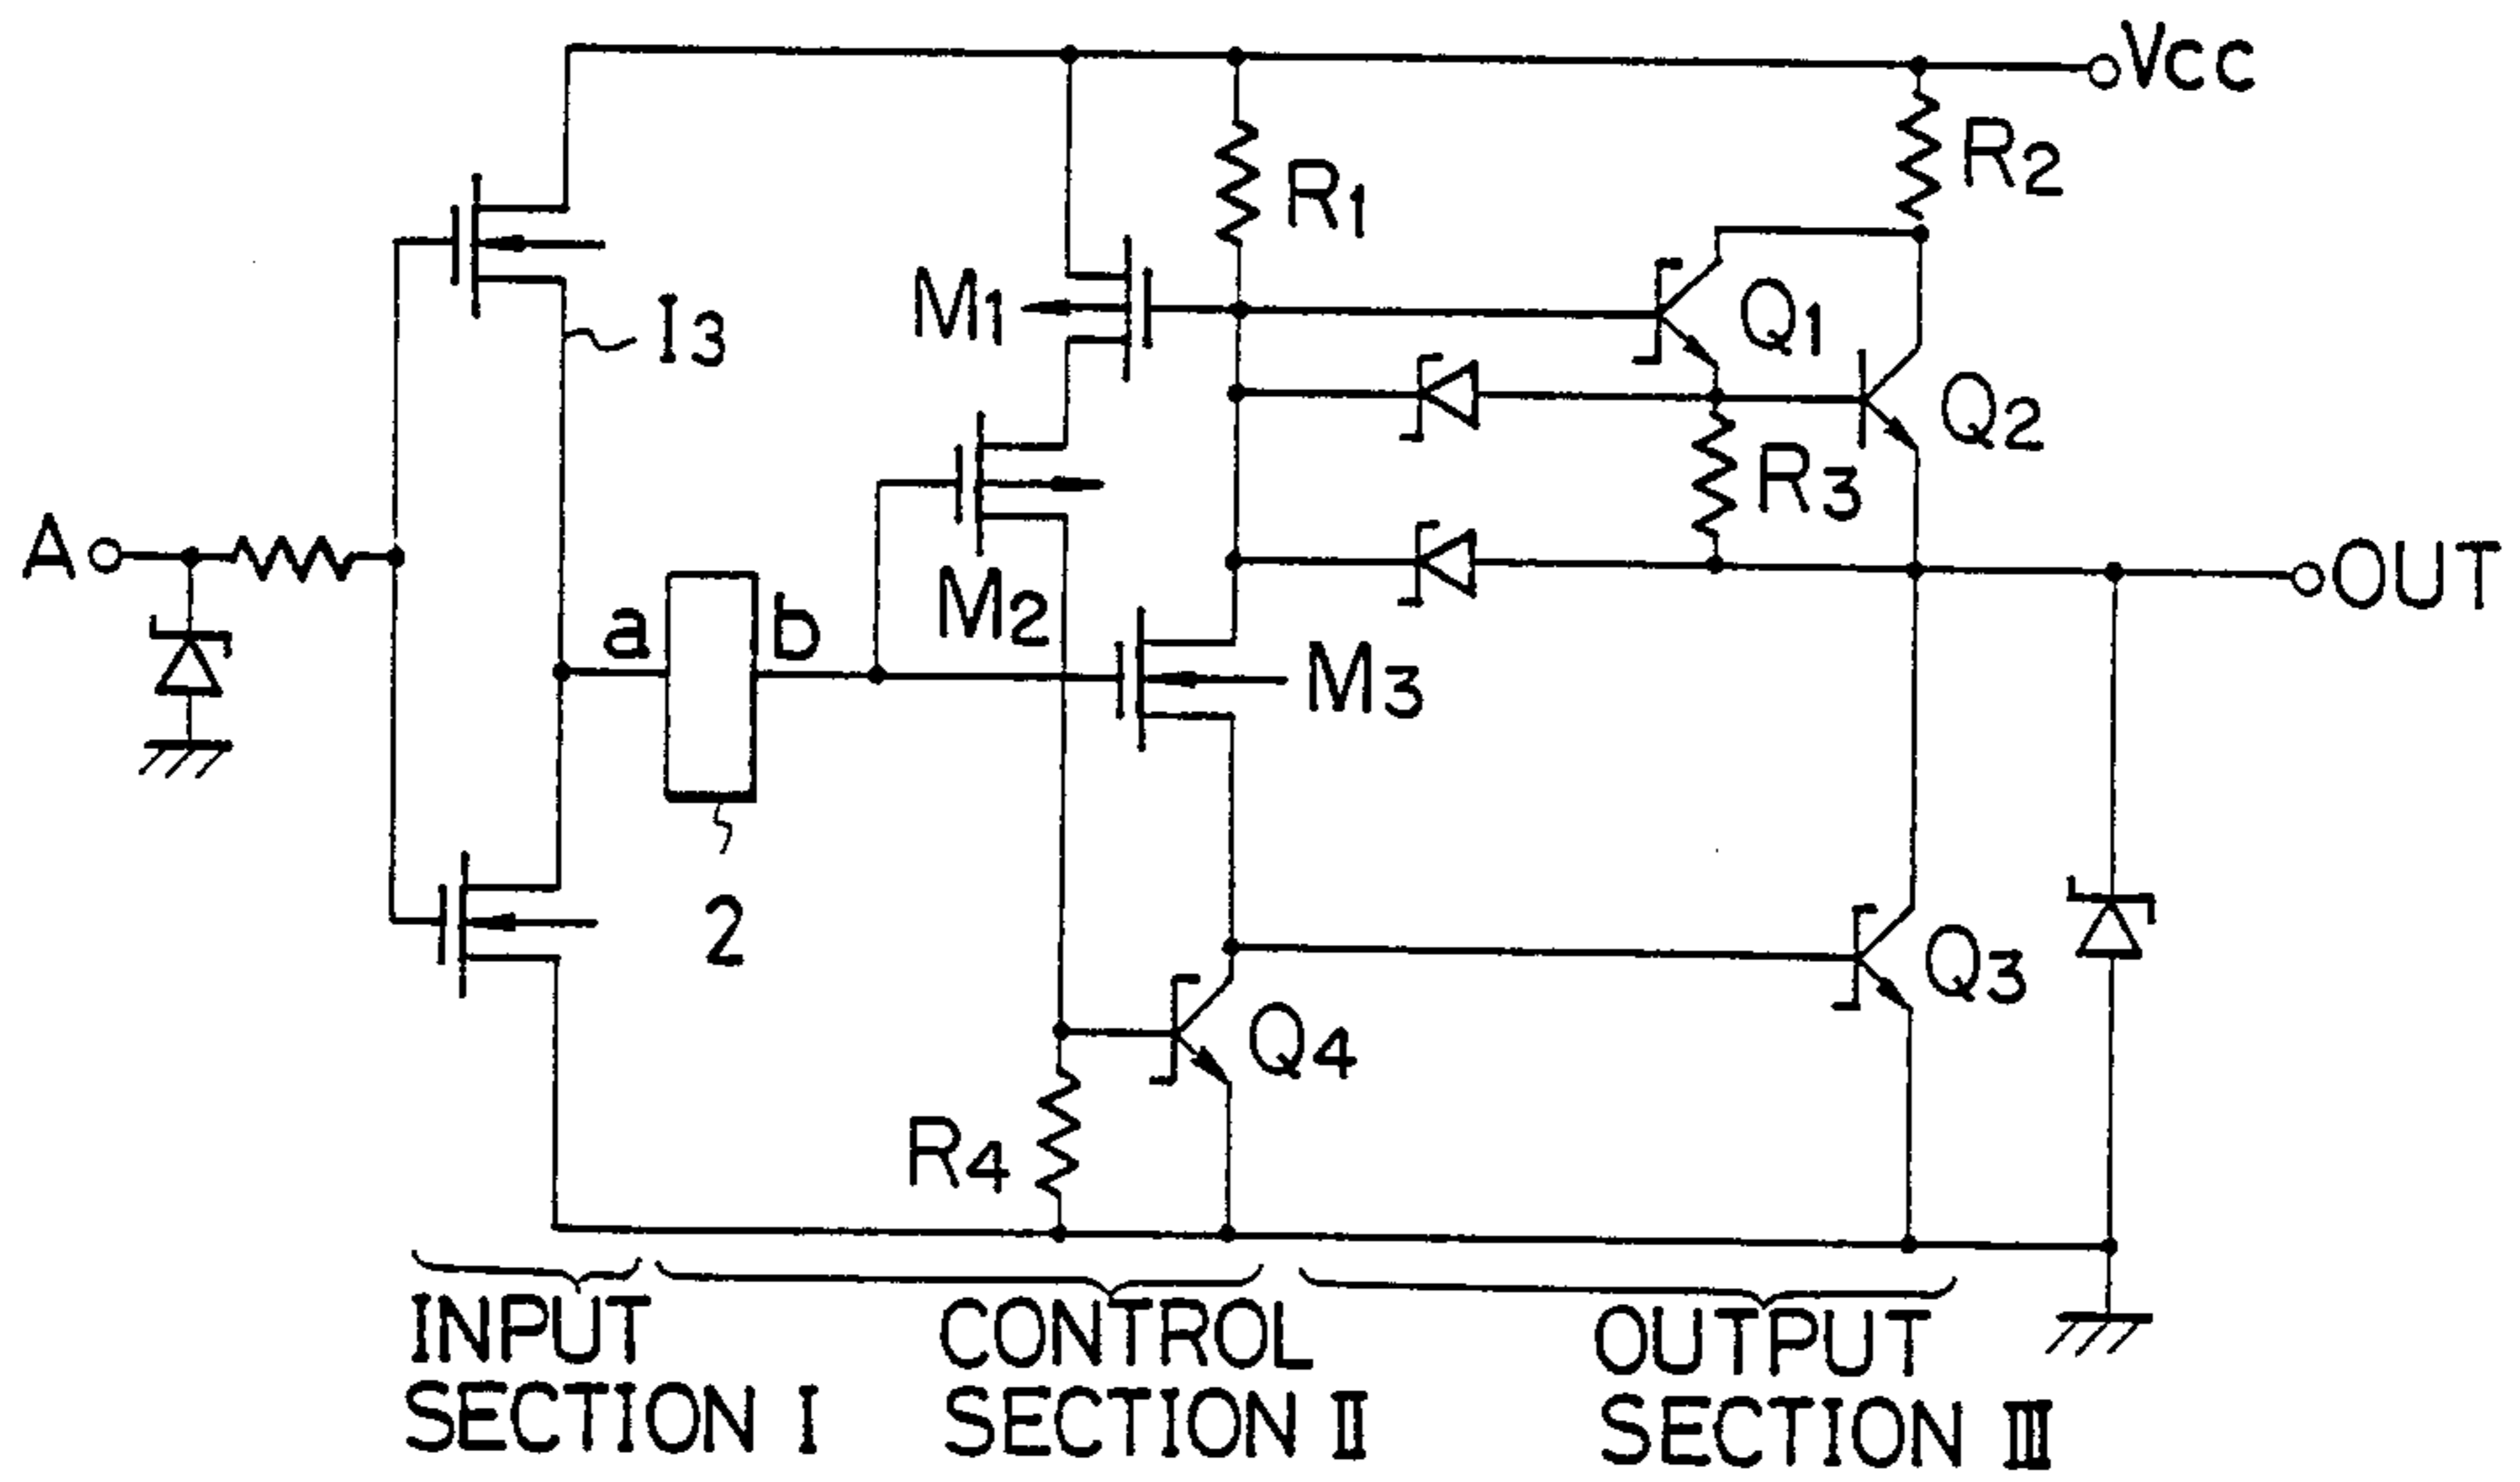 Vcc
R2
R1
M1
Q1
I3
Q2
R3
A
OUT
a
b
M2
M3
2
Q3
Q4
R4
INPUT
SECTION I
CONTROL
SECTION II
OUTPUT
SECTION III